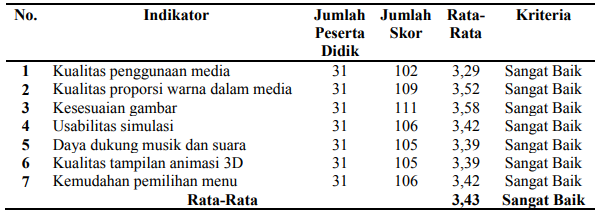 No. Indikator Jumlah Peserta Didik Jumlah Skor Rata-Rata Kriteria
1 Kualitas penggunaan media 31 102 3,29 Sangat Baik
2 Kualitas proporsi warna dalam media 31 109 3,52 Sangat Baik
3 Kesesuaian gambar 31 111 3,58 Sangat Baik
4 Usabilitas simulasi 31 106 3,42 Sangat Baik
5 Daya dukung musik dan suara 31 105 3,39 Sangat Baik
6 Kualitas tampilan animasi 3D 31 105 3,39 Sangat Baik
7 Kemudahan pemilihan menu 31 106 3,42 Sangat Baik
Rata-Rata 3,43 Sangat Baik